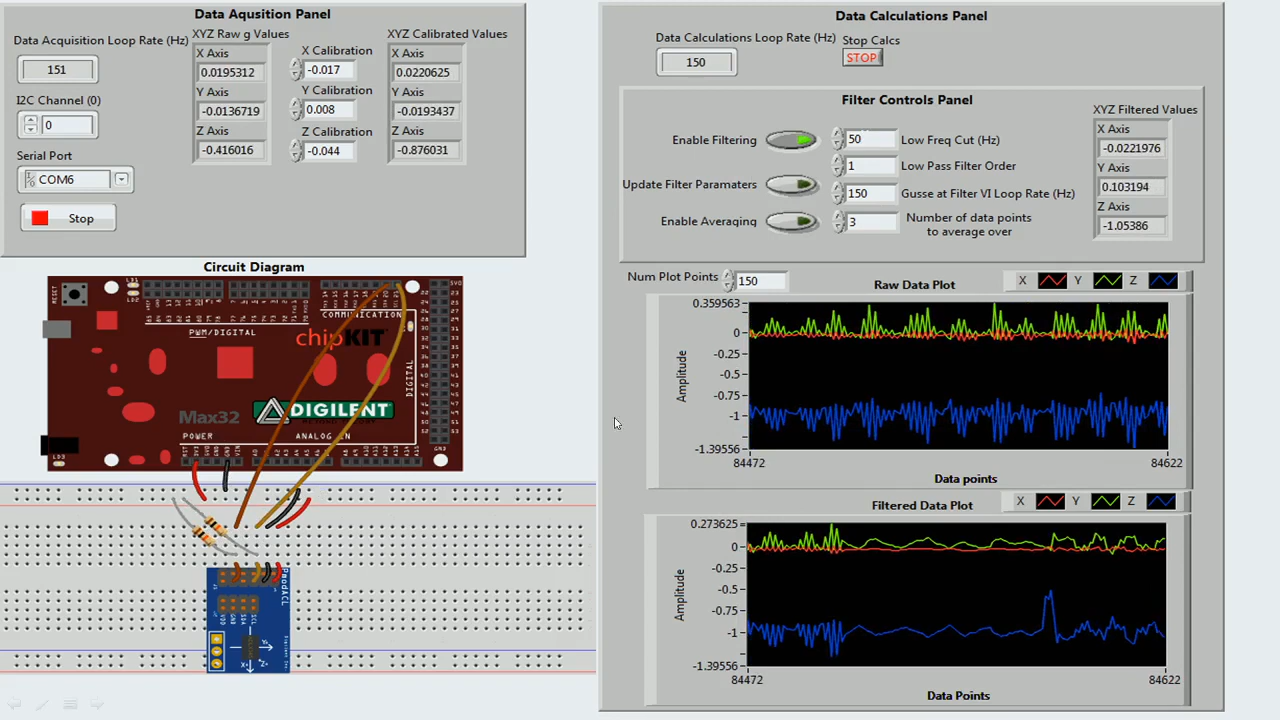 Data Aqusition Panel
Data Acquisition Loop Rate (Hz)
151
I2C Channel (0)
0
Serial Port
COM6
Stop
XYZ Raw g Values
X Axis
0.0195312
Y Axis
-0.0136719
Z Axis
-0.416016
X Calibration
-0.017
Y Calibration
0.008
Z Calibration
-0.044
XYZ Calibrated Values
X Axis
0.0220625
Y Axis
-0.0193437
Z Axis
-0.876031
Data Calculations Panel
Data Calculations Loop Rate (Hz)
150
Stop Calcs
STOP
Filter Controls Panel
Enable Filtering
50
Low Freq Cut (Hz)
1
Low Pass Filter Order
Update Filter Paramaters
150
Gusse at Filter VI Loop Rate (Hz)
Enable Averaging
3
Number of data points
to average over
XYZ Filtered Values
X Axis
-0.0221976
Y Axis
0.103194
Z Axis
-1.05386
Circuit Diagram
RESET
LD1
LD2
PWM/DIGITAL
COMMUNICATION
chipKIT
DIGITAL
Max32
DIGILENT
POWER
ANALOG IN
LD3
PmodACL
Num Plot Points
150
Raw Data Plot
X
Y
Z
0.359563
0
-0.25
-0.5
-0.75
-1
-1.39556
Amplitude
84472
84622
Data points
Filtered Data Plot
X
Y
Z
0.273625
0
-0.25
-0.5
-0.75
-1
-1.39556
Amplitude
84472
84622
Data Points